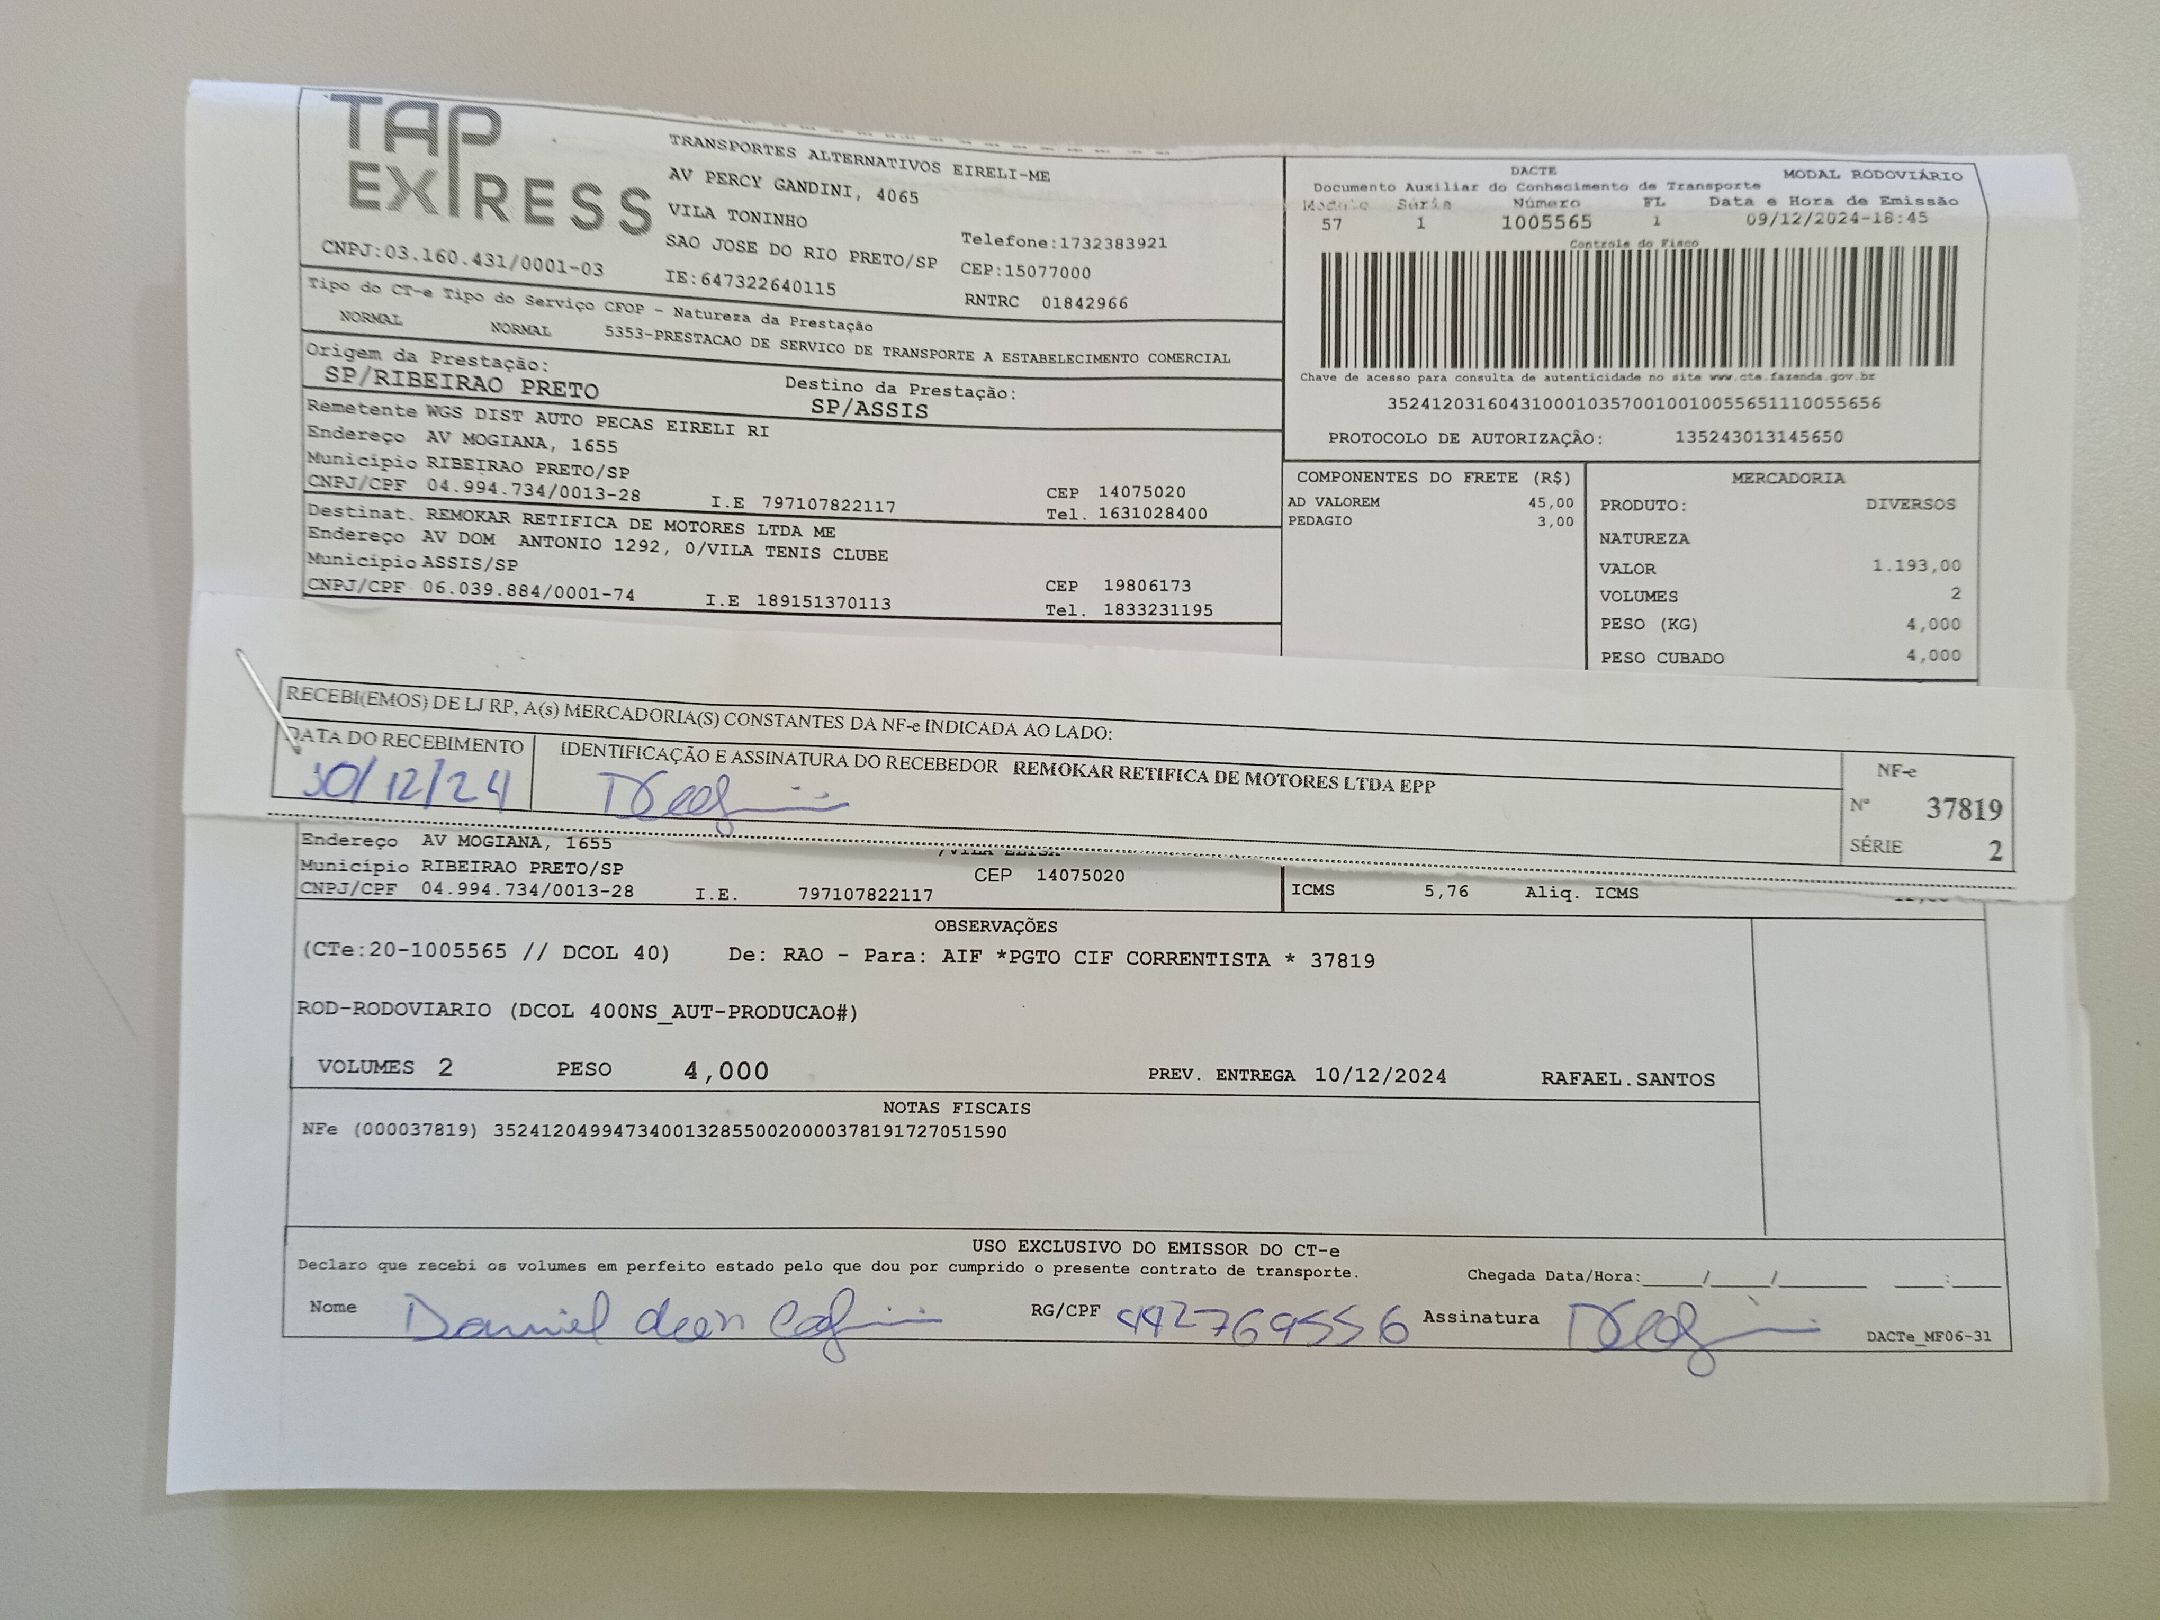 TAP EXPRESS
TRANSPORTES ALTERNATIVOS EIRELI-ME
AV PERCY GANDINI, 4065
VILA TONINHO
SAO JOSE DO RIO PRETO/SP
Telefone:1732383921
CEP:15077000
CNPJ:03.160.431/0001-03
IE:647322640115
RNTRC 01842966
DACTE
MODAL RODOVIÁRIO
Documento Auxiliar do Conhecimento de Transporte
Modelo Série Número FL Data e Hora de Emissão
57 1 1005565 1 09/12/2024-18:45
Controle do Fisco
Chave de acesso para consulta de autenticidade no site www.cte.fazenda.gov.br
35241203160431000103570010010055651110055656
PROTOCOLO DE AUTORIZAÇÃO: 135243013145650
Tipo do CT-e Tipo do Serviço CFOP - Natureza da Prestação
NORMAL NORMAL 5353-PRESTACAO DE SERVICO DE TRANSPORTE A ESTABELECIMENTO COMERCIAL
Origem da Prestação: Destino da Prestação:
SP/RIBEIRAO PRETO SP/ASSIS
Remetente WGS DIST AUTO PECAS EIRELI RI
Endereço AV MOGIANA, 1655
Município RIBEIRAO PRETO/SP CEP 14075020
CNPJ/CPF 04.994.734/0013-28 I.E 797107822117 Tel. 1631028400
Destinat. REMOKAR RETIFICA DE MOTORES LTDA ME
Endereço AV DOM ANTONIO 1292, 0/VILA TENIS CLUBE
Município ASSIS/SP CEP 19806173
CNPJ/CPF 06.039.884/0001-74 I.E 189151370113 Tel. 1833231195
COMPONENTES DO FRETE (R$)
AD VALOREM 45,00
PEDAGIO 3,00
MERCADORIA
PRODUTO: DIVERSOS
NATUREZA
VALOR 1.193,00
VOLUMES 2
PESO (KG) 4,000
PESO CUBADO 4,000
RECEBI(EMOS) DE LJ RP, A(s) MERCADORIA(S) CONSTANTES DA NF-e INDICADA AO LADO:
DATA DO RECEBIMENTO IDENTIFICAÇÃO E ASSINATURA DO RECEBEDOR REMOKAR RETIFICA DE MOTORES LTDA EPP
30/12/24
NF-e
Nº 37819
SÉRIE 2
Endereço AV MOGIANA, 1655 /VILA ELISA
Município RIBEIRAO PRETO/SP CEP 14075020
CNPJ/CPF 04.994.734/0013-28 I.E. 797107822117
ICMS 5,76 Aliq. ICMS
OBSERVAÇÕES
(CTe:20-1005565 // DCOL 40) De: RAO - Para: AIF *PGTO CIF CORRENTISTA * 37819
ROD-RODOVIARIO (DCOL 400NS_AUT-PRODUCAO#)
VOLUMES 2 PESO 4,000 PREV. ENTREGA 10/12/2024 RAFAEL.SANTOS
NOTAS FISCAIS
NFe (000037819) 35241204994734001328550020000378191727051590
USO EXCLUSIVO DO EMISSOR DO CT-e
Declaro que recebi os volumes em perfeito estado pelo que dou por cumprido o presente contrato de transporte.
Chegada Data/Hora:____/____/______ ____:____
Nome Daniel RG/CPF 442769556 Assinatura
DACTe_MF06-31